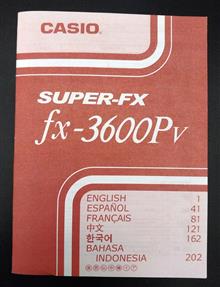 CASIO
SUPER-FX
fx-3600Pv
ENGLISH 1
ESPAÑOL 41
FRANÇAIS 81
中文 121
한국어 162
BAHASA
INDONESIA 202